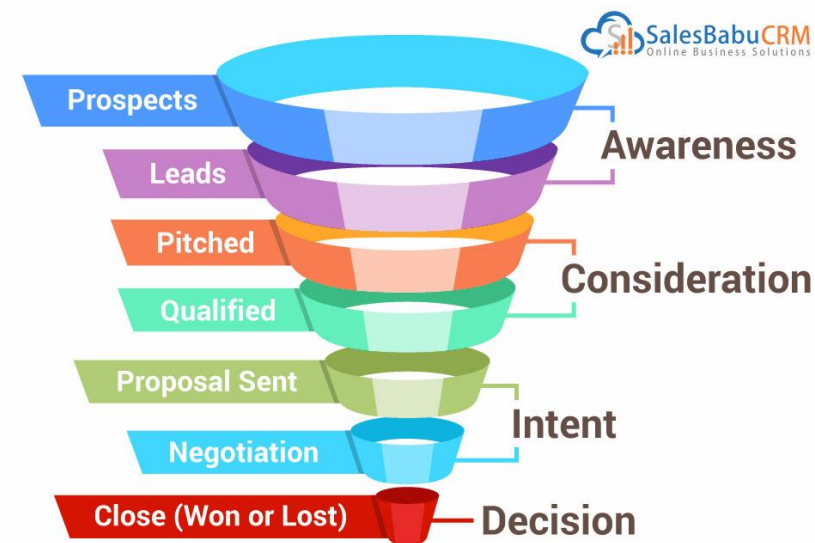 SalesBabuCRM
Online Business Solutions
Prospects
Leads
Awareness
Pitched
Qualified
Consideration
Proposal Sent
Negotiation
Intent
Close (Won or Lost)
Decision